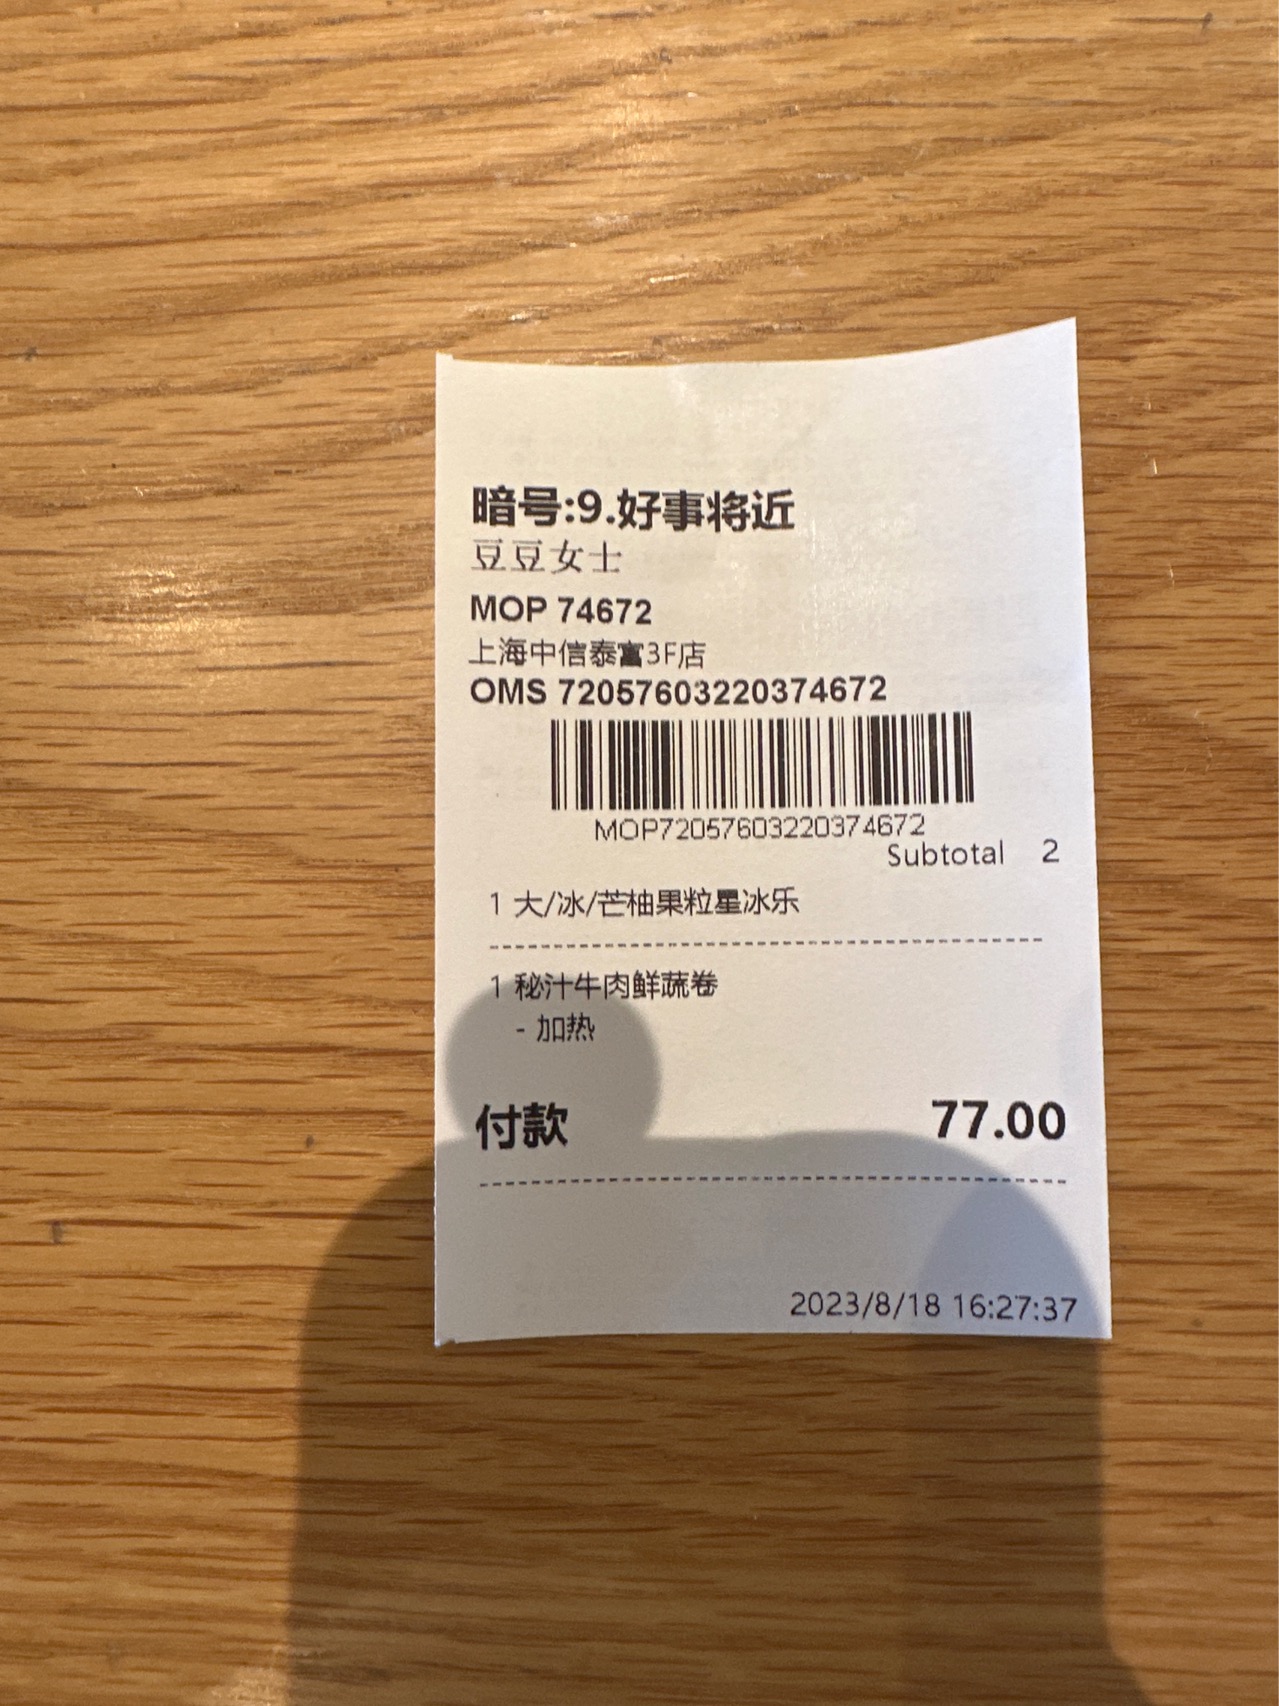 暗号:9.好事将近
豆豆女士
MOP 74672
上海中信泰富3F店
OMS 72057603220374672
MOP72057603220374672
Subtotal 2
1 大/冰/芒柚果粒星冰乐
1 秘汁牛肉鲜蔬卷
- 加热
付款 77.00
2023/8/18 16:27:37